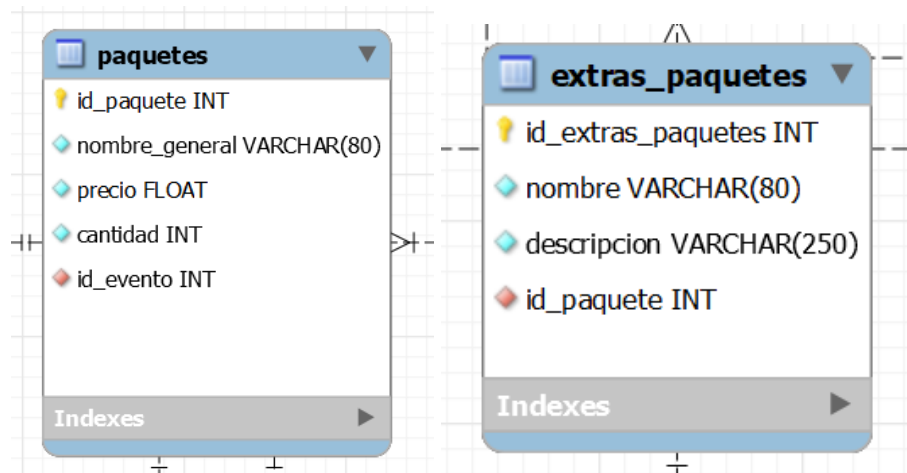 paquetes
id_paquete INT
nombre_general VARCHAR(80)
precio FLOAT
cantidad INT
id_evento INT
Indexes
extras_paquetes
id_extras_paquetes INT
nombre VARCHAR(80)
descripcion VARCHAR(250)
id_paquete INT
Indexes